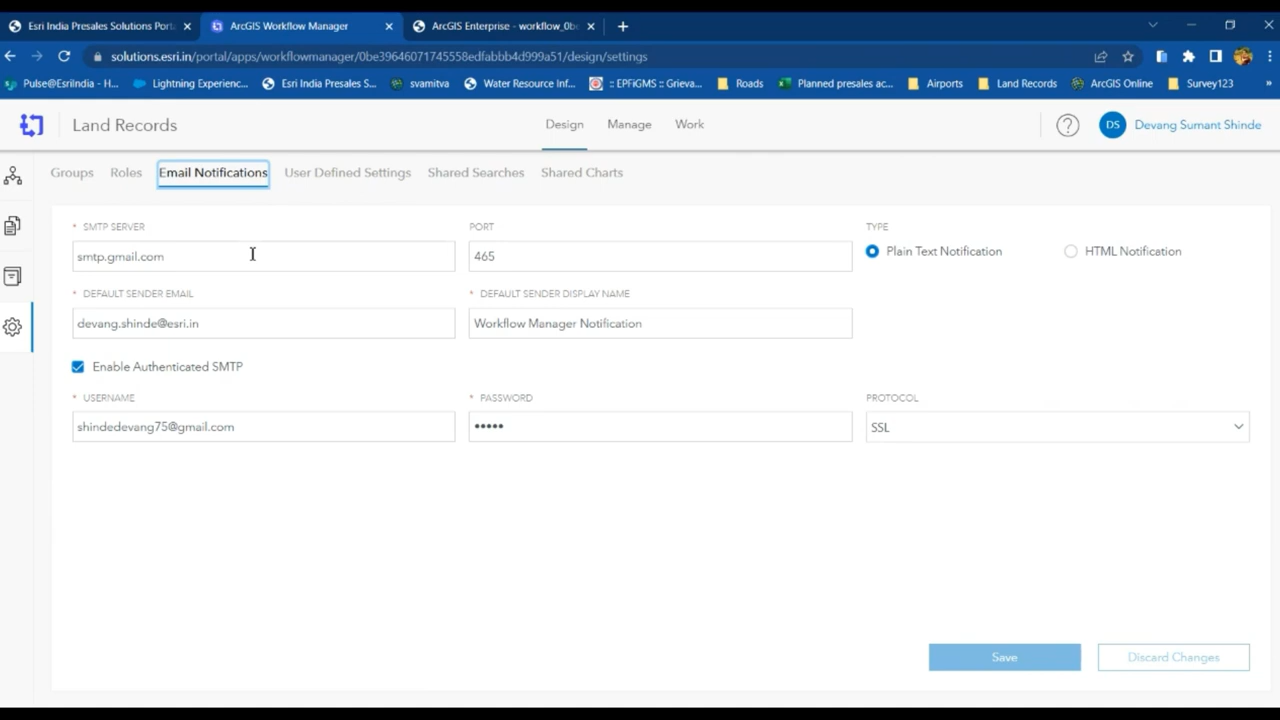 Esri India Presales Solutions Port
ArcGIS Workflow Manager
ArcGIS Enterprise - workflow_0be
solutions.esri.in/portal/apps/workflowmanager/0be39646071745558edfabbb4d999a51/design/settings
Pulse@EsriIndia - H...
Lightning Experienc...
Esri India Presales S...
svamitva
Water Resource Inf...
:: EPFiGMS :: Grieva...
Roads
Planned presales ac...
Airports
Land Records
ArcGIS Online
Survey123
»
Land Records
Design
Manage
Work
?
DS
Devang Sumant Shinde
Groups
Roles
Email Notifications
User Defined Settings
Shared Searches
Shared Charts
* SMTP SERVER
PORT
TYPE
smtp.gmail.com
465
Plain Text Notification
HTML Notification
* DEFAULT SENDER EMAIL
* DEFAULT SENDER DISPLAY NAME
devang.shinde@esri.in
Workflow Manager Notification
Enable Authenticated SMTP
* USERNAME
* PASSWORD
PROTOCOL
shindedevang75@gmail.com
•••••
SSL
Save
Discard Changes